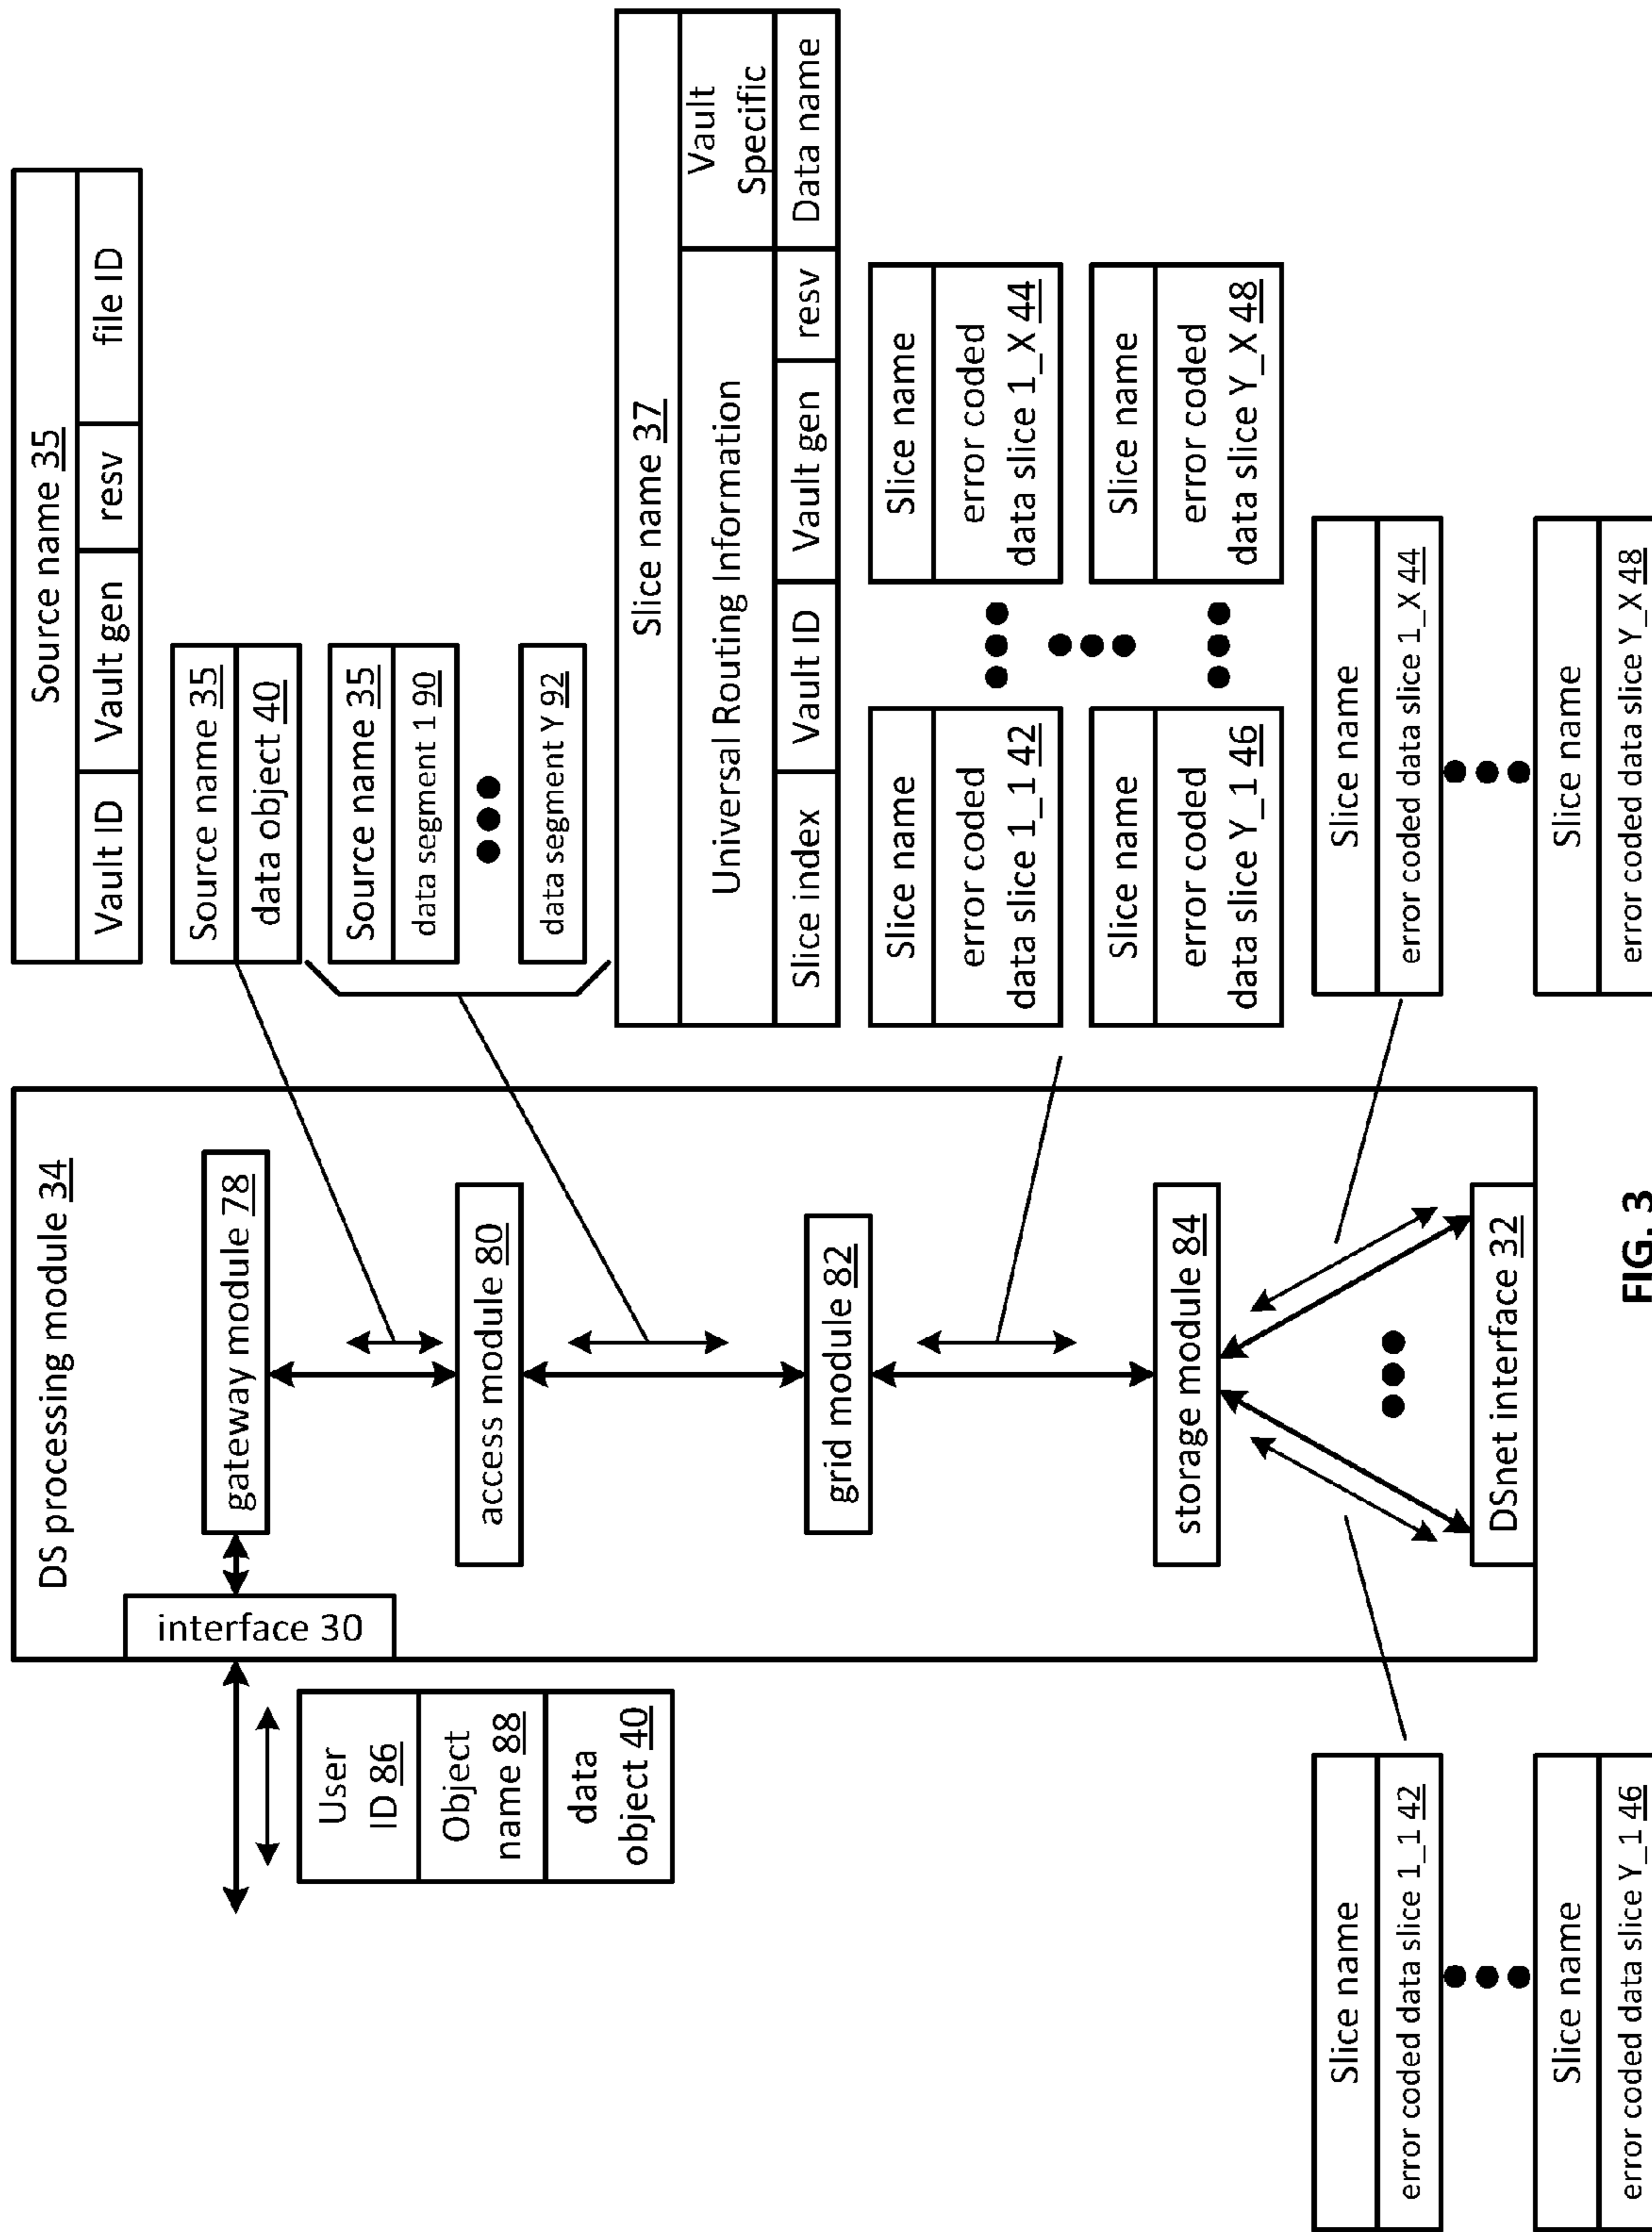 DS processing module 34
interface 30
gateway module 78
access module 80
grid module 82
storage module 84
DSnet interface 32
User
ID 86
Object
name 88
data
object 40
Source name 35
Vault ID
Vault gen
resv
file ID
Source name 35
data object 40
Source name 35
data segment 1 90
data segment Y 92
Slice name 37
Universal Routing Information
Vault
Specific
Slice index
Vault ID
Vault gen
resv
Data name
Slice name
error coded
data slice 1_1 42
Slice name
error coded
data slice 1_X 44
Slice name
error coded
data slice Y_1 46
Slice name
error coded
data slice Y_X 48
Slice name
error coded data slice 1_1 42
Slice name
error coded data slice Y_1 46
Slice name
error coded data slice 1_X 44
Slice name
error coded data slice Y_X 48
FIG. 3